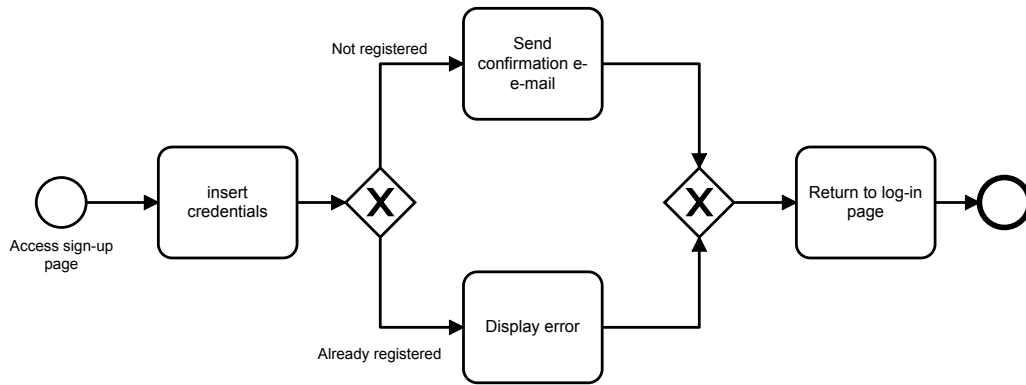 Access sign-up
page
insert
credentials
Not registered
Send
confirmation e-
e-mail
Already registered
Display error
X
X
Return to log-in
page